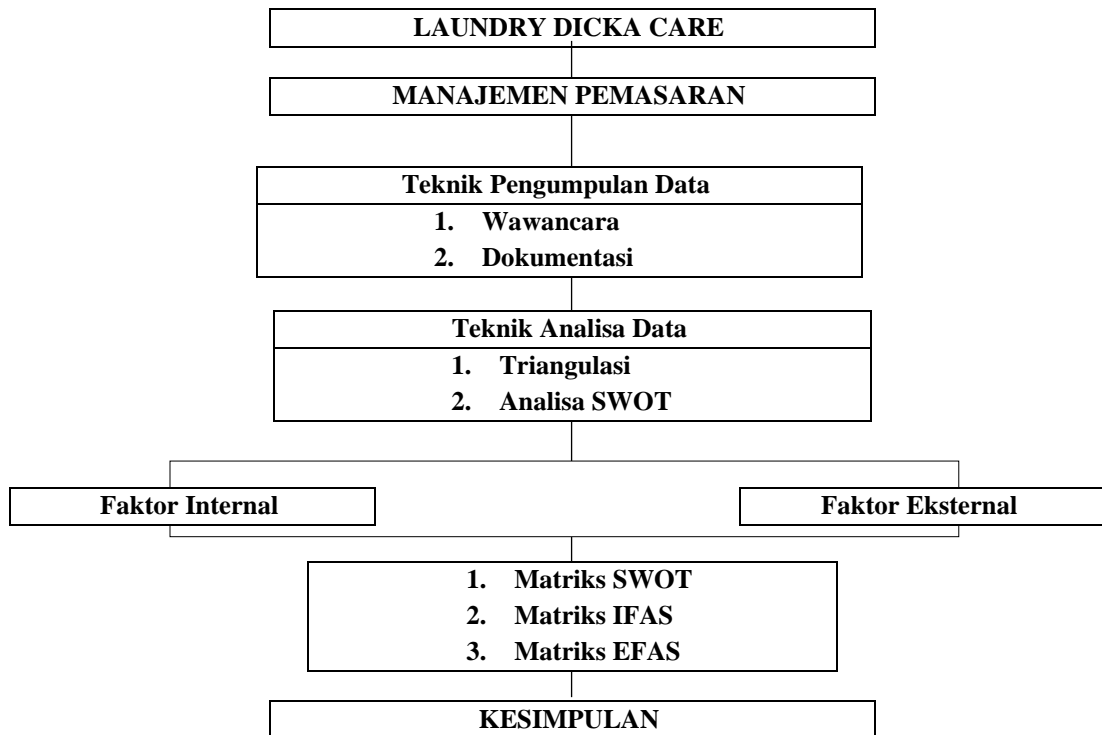 LAUNDRY DICKA CARE
MANAJEMEN PEMASARAN
Teknik Pengumpulan Data
1. Wawancara
2. Dokumentasi
Teknik Analisa Data
1. Triangulasi
2. Analisa SWOT
Faktor Internal
Faktor Eksternal
1. Matriks SWOT
2. Matriks IFAS
3. Matriks EFAS
KESIMPULAN